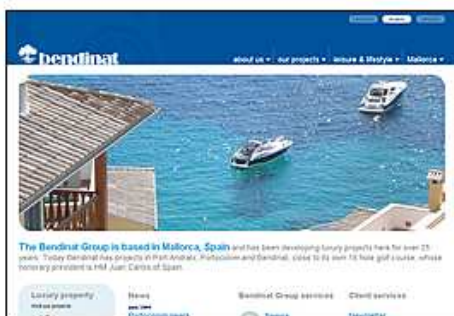 bendinat
about us our projects leisure & lifestyle Mallorca
The Bendinat Group is based in Mallorca, Spain and has been developing luxury projects here for over 25
years. Today Bendinat has projects in Port Andratx, Portocolom and Bendinat, close to its own 18 hole golf course, whose
honorary president is HM Juan Carlos of Spain.
Luxury property News Bendinat Group services Client services
Newsletter